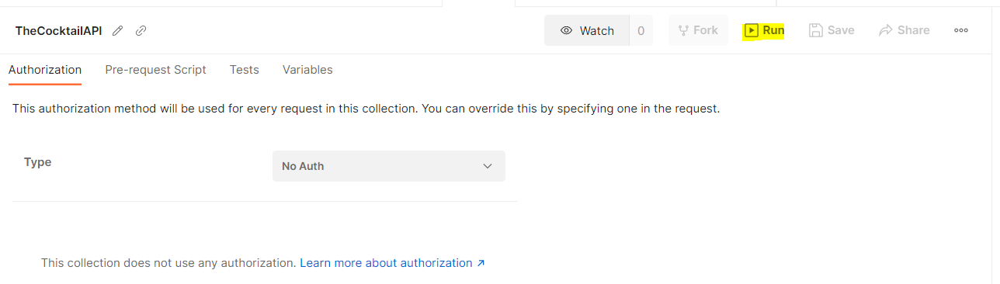 TheCocktailAPI
Watch 0 Fork Run Save Share
Authorization Pre-request Script Tests Variables
This authorization method will be used for every request in this collection. You can override this by specifying one in the request.
Type No Auth
This collection does not use any authorization. Learn more about authorization ↗